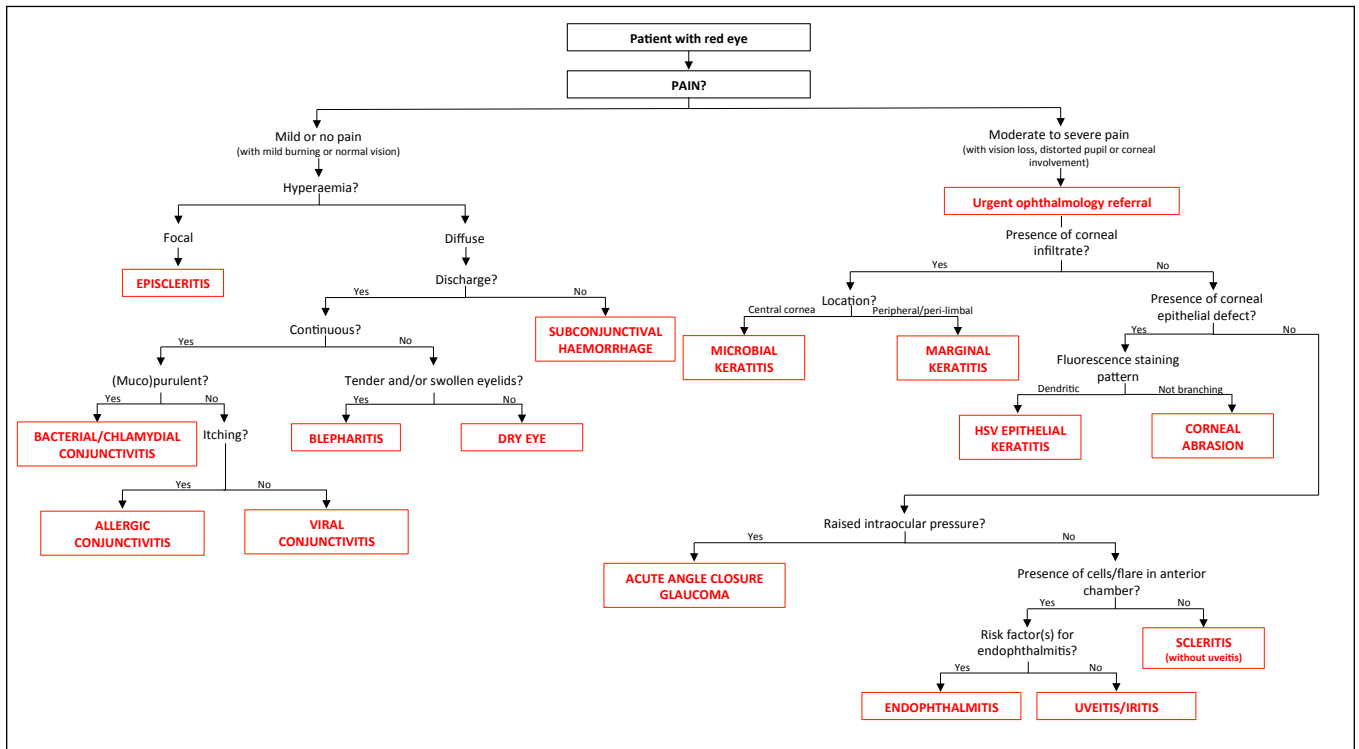 Patient with red eye
PAIN?
Mild or no pain
(with mild burning or normal vision)
Moderate to severe pain
(with vision loss, distorted pupil or corneal
involvement)
Hyperaemia?
Urgent ophthalmology referral
Focal
Diffuse
Presence of corneal
infiltrate?
EPISCLERITIS
Discharge?
Yes
No
Yes
No
Continuous?
SUBCONJUNCTIVAL
HAEMORRHAGE
Location?
Central cornea
Peripheral/peri-limbal
Presence of corneal
epithelial defect?
Yes
No
MICROBIAL
KERATITIS
MARGINAL
KERATITIS
Yes
No
(Muco)purulent?
Tender and/or swollen eyelids?
Fluorescence staining
pattern
Yes
No
Yes
No
Dendritic
Not branching
BACTERIAL/CHLAMYDIAL
CONJUNCTIVITIS
Itching?
BLEPHARITIS
DRY EYE
HSV EPITHELIAL
KERATITIS
CORNEAL
ABRASION
Yes
No
ALLERGIC
CONJUNCTIVITIS
VIRAL
CONJUNCTIVITIS
Raised intraocular pressure?
Yes
No
ACUTE ANGLE CLOSURE
GLAUCOMA
Presence of cells/flare in anterior
chamber?
Yes
No
Risk factor(s) for
endophthalmitis?
SCLERITIS
(without uveitis)
Yes
No
ENDOPHTHALMITIS
UVEITIS/IRITIS